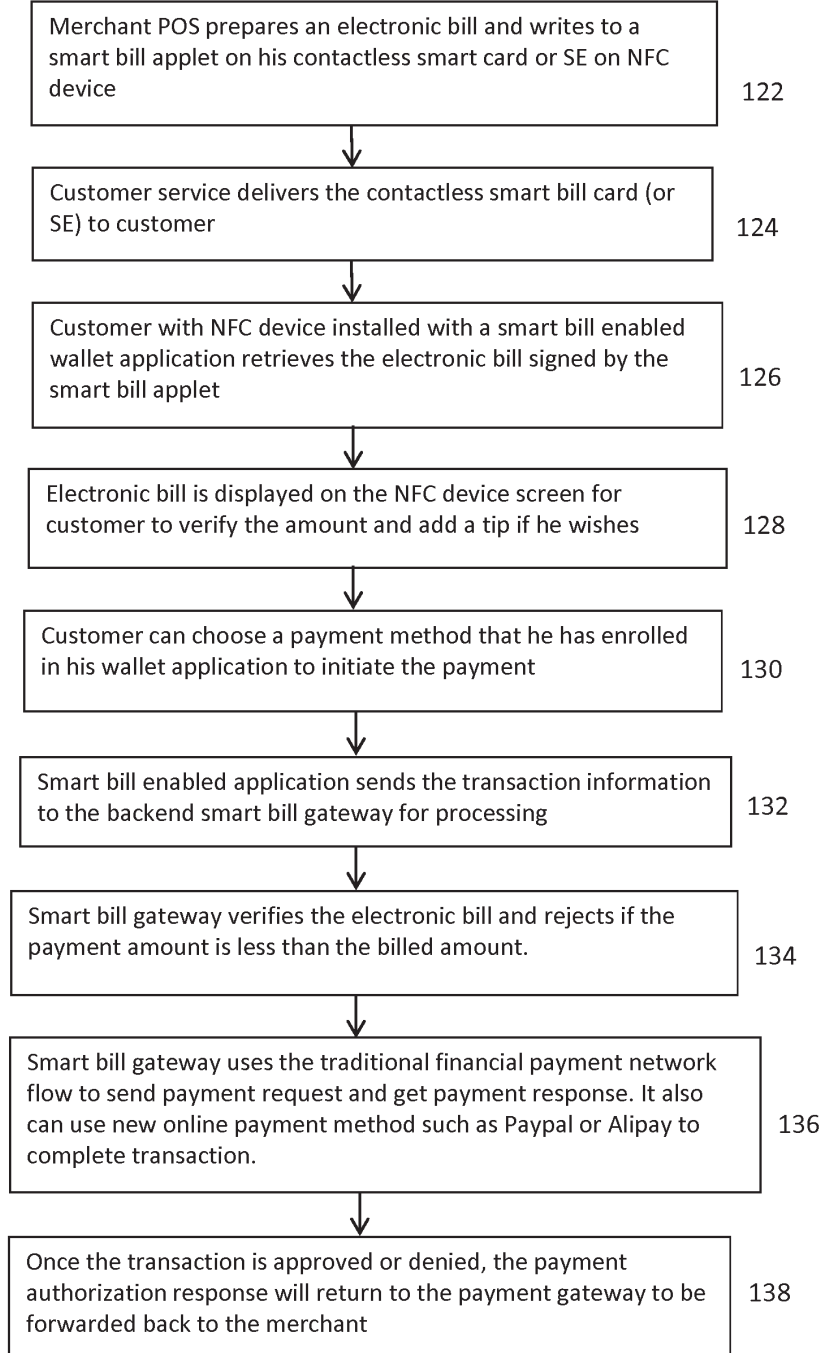 Merchant POS prepares an electronic bill and writes to a
smart bill applet on his contactless smart card or SE on NFC
device
122
Customer service delivers the contactless smart bill card (or
SE) to customer
124
Customer with NFC device installed with a smart bill enabled
wallet application retrieves the electronic bill signed by the
smart bill applet
126
Electronic bill is displayed on the NFC device screen for
customer to verify the amount and add a tip if he wishes
128
Customer can choose a payment method that he has enrolled
in his wallet application to initiate the payment
130
Smart bill enabled application sends the transaction information
to the backend smart bill gateway for processing
132
Smart bill gateway verifies the electronic bill and rejects if the
payment amount is less than the billed amount.
134
Smart bill gateway uses the traditional financial payment network
flow to send payment request and get payment response. It also
can use new online payment method such as Paypal or Alipay to
complete transaction.
136
Once the transaction is approved or denied, the payment
authorization response will return to the payment gateway to be
forwarded back to the merchant
138